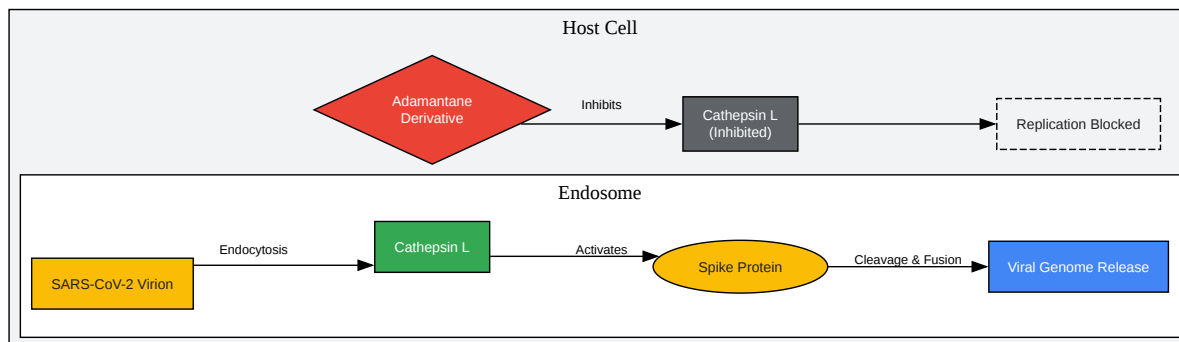 Host Cell
Adamantane
Derivative
Inhibits
Cathepsin L
(Inhibited)
Replication Blocked
Endosome
SARS-CoV-2 Virion
Endocytosis
Cathepsin L
Activates
Spike Protein
Cleavage & Fusion
Viral Genome Release